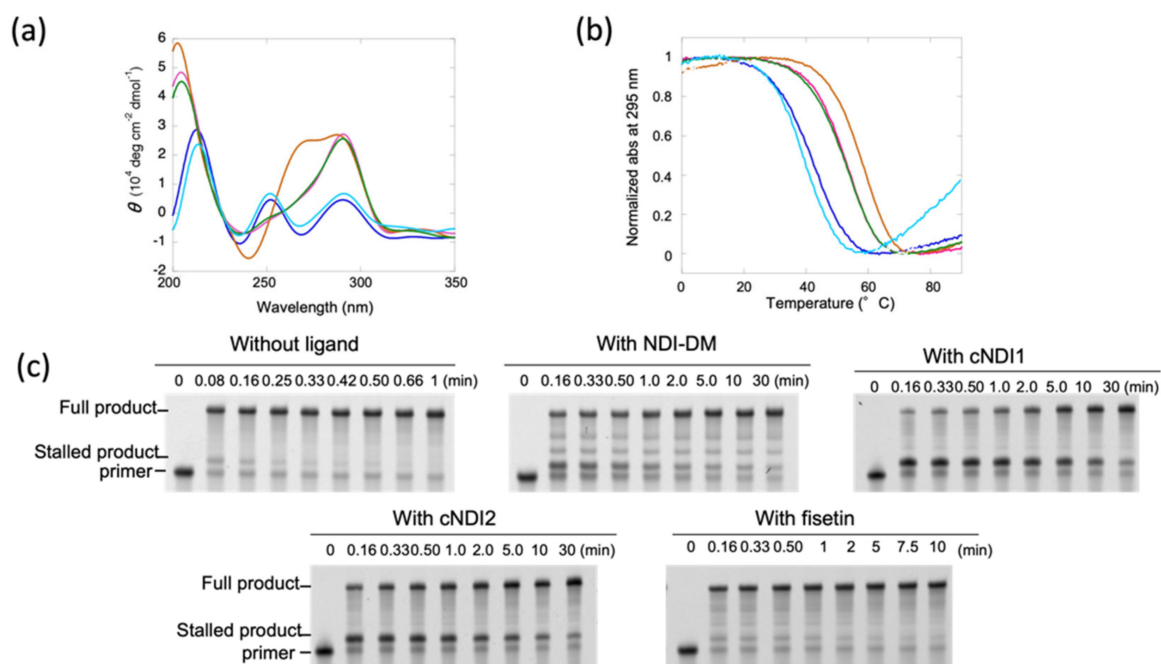 (a)
6
5
4
3
2
1
0
-1
-2
θ (10⁴ deg cm⁻² dmol⁻¹)
200 250 300 350
Wavelength (nm)
(b)
1
0.8
0.6
0.4
0.2
0
Normalized abs at 295 nm
0 20 40 60 80
Temperature (° C)
(c)
Without ligand
0 0.08 0.16 0.25 0.33 0.42 0.50 0.66 1 (min)
Full product
Stalled product
primer
With NDI-DM
0 0.16 0.33 0.50 1.0 2.0 5.0 10 30 (min)
With cNDI1
0 0.16 0.33 0.50 1.0 2.0 5.0 10 30 (min)
With cNDI2
0 0.16 0.33 0.50 1.0 2.0 5.0 10 30 (min)
Full product
Stalled product
primer
With fisetin
0 0.16 0.33 0.50 1 2 5 7.5 10 (min)